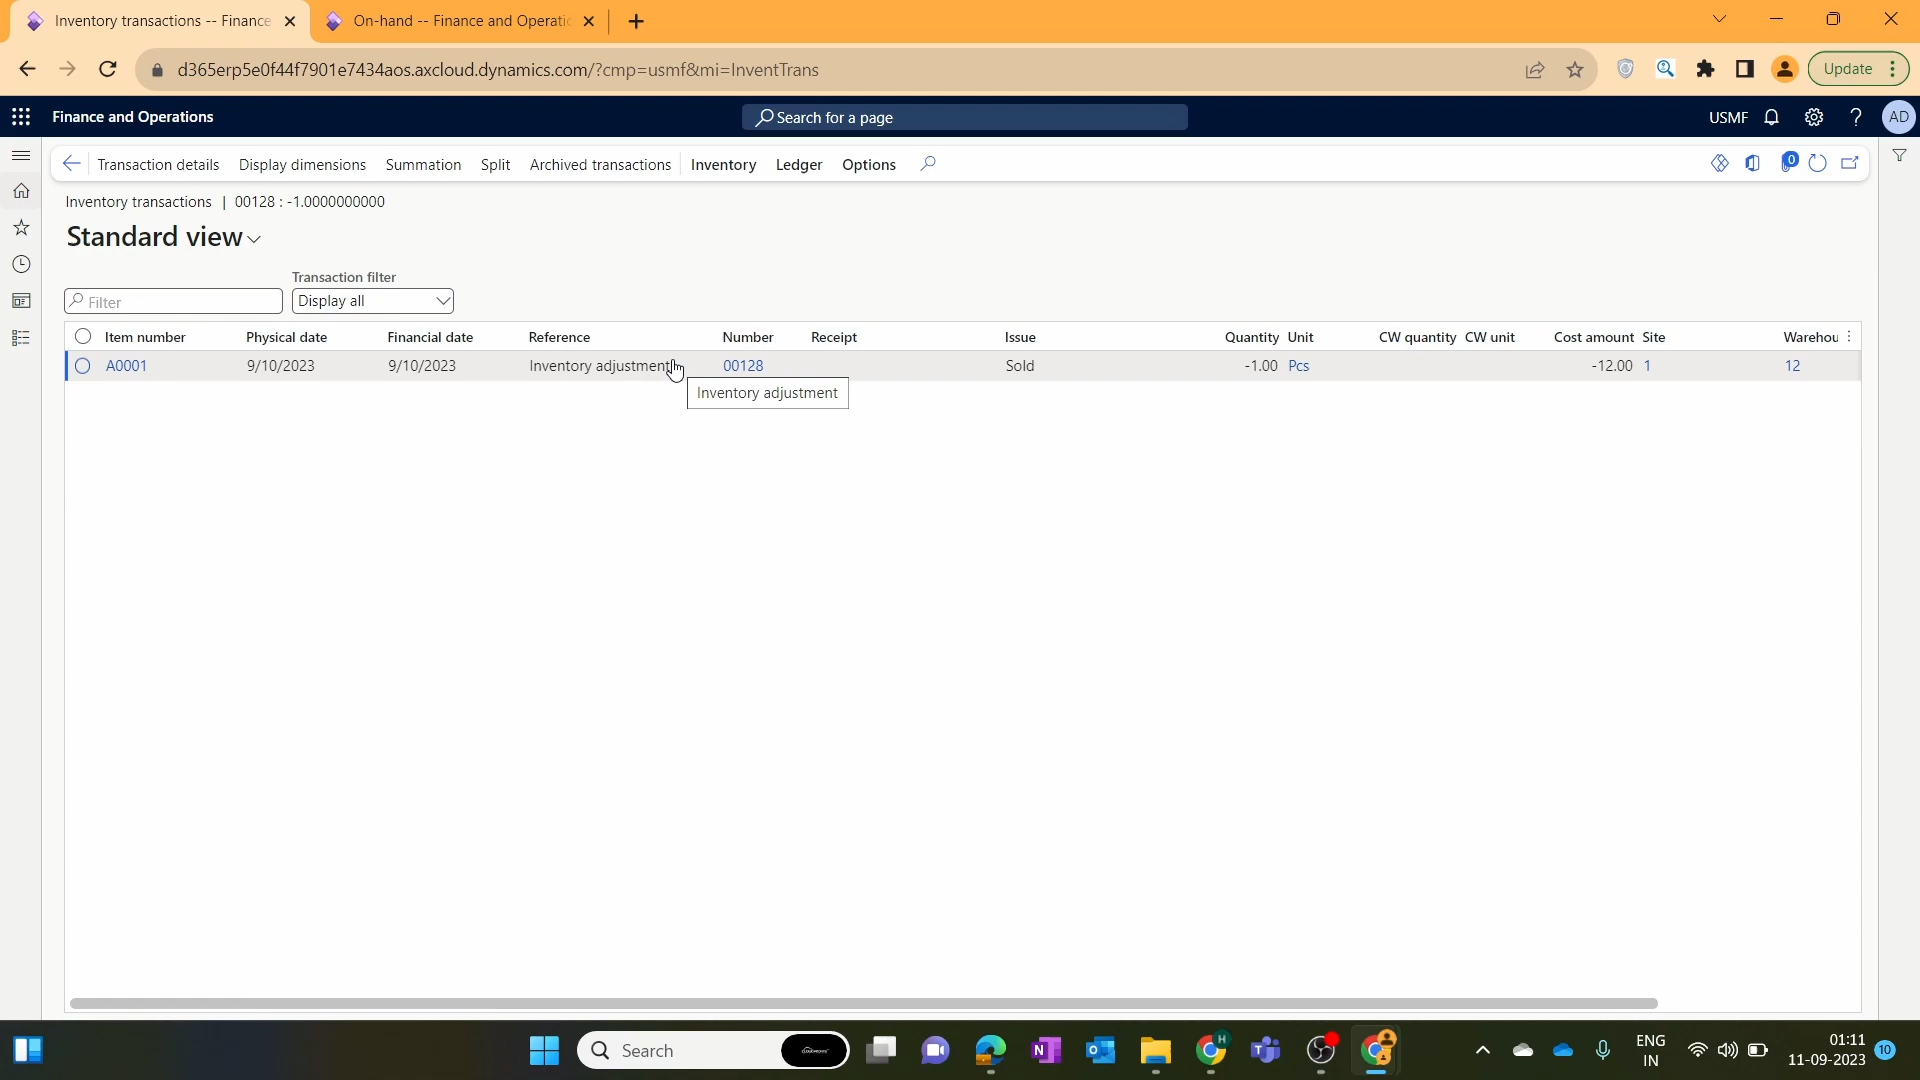 Inventory transactions -- Finance
On-hand -- Finance and Operatic
d365erp5e0f44f7901e7434aos.axcloud.dynamics.com/?cmp=usmf&mi=InventTrans
Update
Finance and Operations
Search for a page
USMF
AD
Transaction details Display dimensions Summation Split Archived transactions Inventory Ledger Options
0
Inventory transactions | 00128 : -1.0000000000
Standard view
Transaction filter
Filter
Display all
Item number Physical date Financial date Reference Number Receipt Issue Quantity Unit CW quantity CW unit Cost amount Site Warehou
A0001 9/10/2023 9/10/2023 Inventory adjustment 00128 Sold -1.00 Pcs -12.00 1 12
Inventory adjustment
Search
ENG
IN
01:11
11-09-2023
10